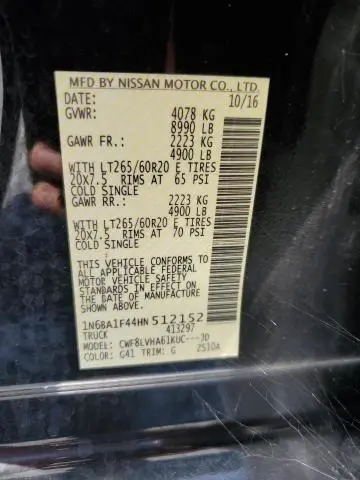 MFD BY NISSAN MOTOR CO., LTD.
DATE: 10/16
GVWR: 4078 KG
8990 LB
GAWR FR.: 2223 KG
4900 LB
WITH LT265/60R20 E TIRES
20X7.5 RIMS AT 65 PSI
COLD SINGLE
GAWR RR.: 2223 KG
4900 LB
WITH LT265/60R20 E TIRES
20X7.5 RIMS AT 70 PSI
COLD SINGLE
THIS VEHICLE CONFORMS TO
ALL APPLICABLE FEDERAL
MOTOR VEHICLE SAFETY
STANDARDS IN EFFECT ON
THE DATE OF MANUFACTURE
SHOWN ABOVE.
1N6BA1F44HN512152
TRUCK 413297
MODEL: CWF8LVHA61KUC---JD
COLOR: G41 TRIM: G 2S10A